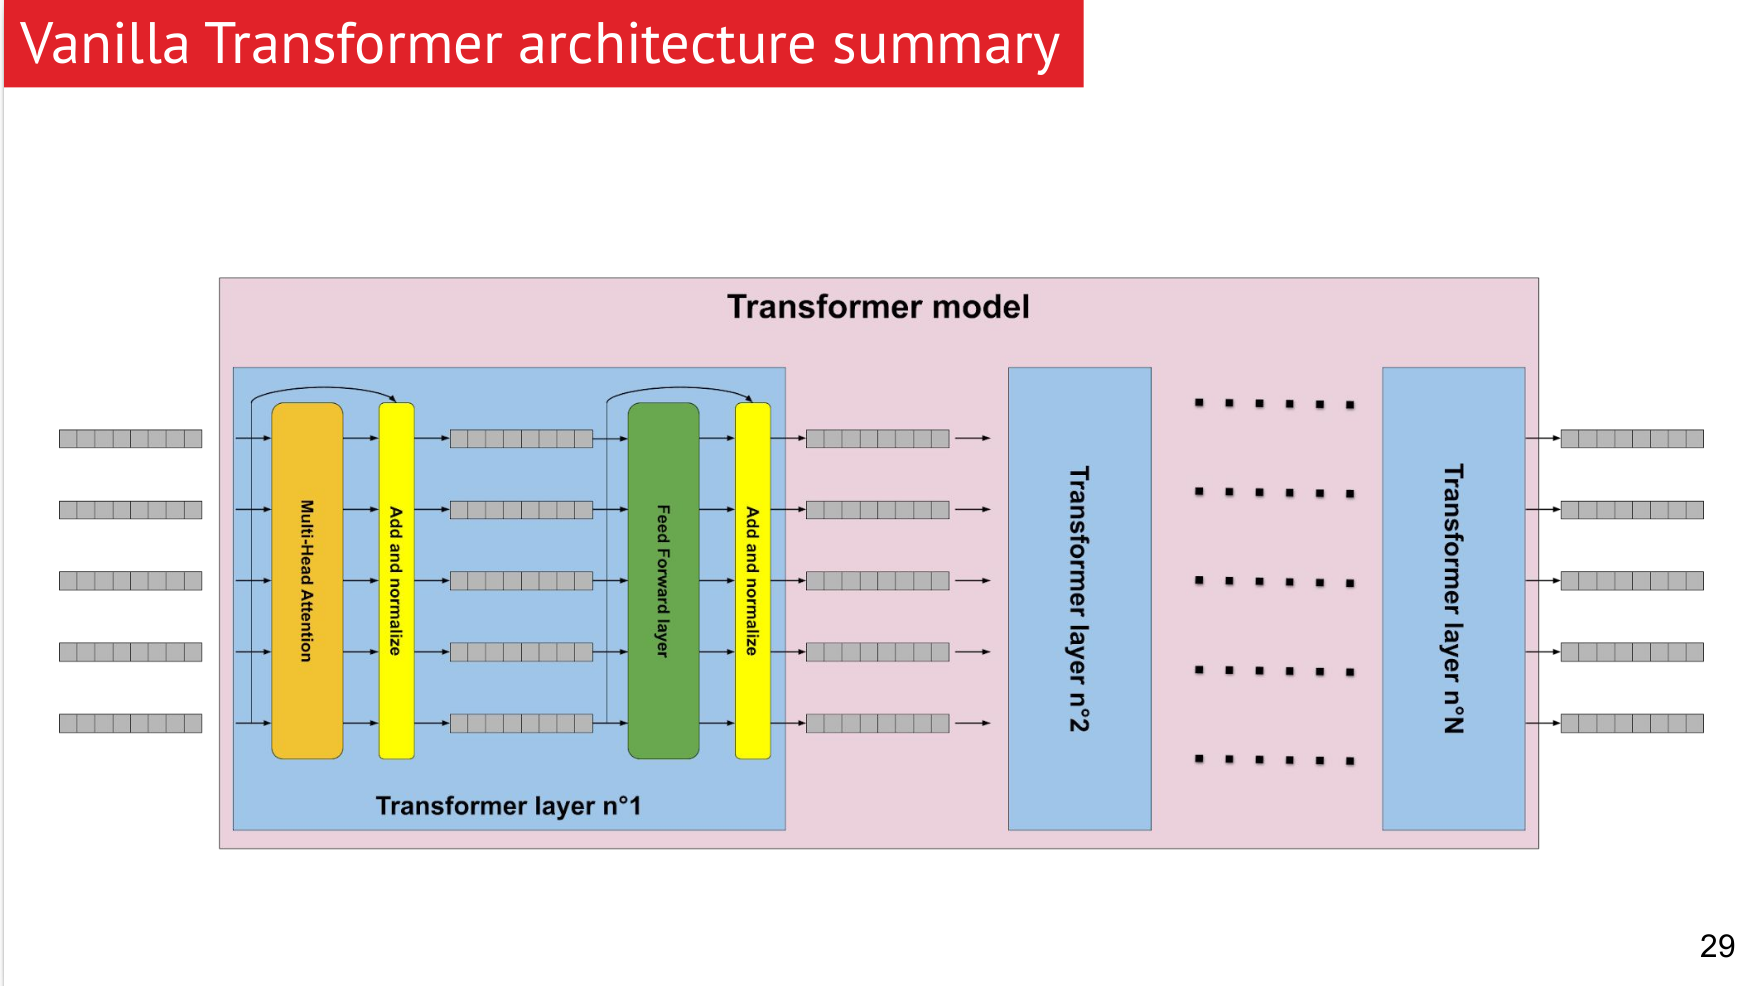 Vanilla Transformer architecture summary
Transformer model
Multi-Head Attention
Add and normalize
Feed Forward layer
Add and normalize
Transformer layer n°1
Transformer layer n°2
Transformer layer n°N
29